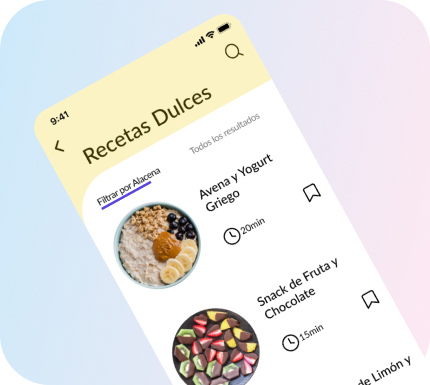 9:41
Recetas Dulces
Filtrar por Alacena
Todos los resultados
Avena y Yogurt
Griego
20min
Snack de Fruta y
Chocolate
15min
de Limón y